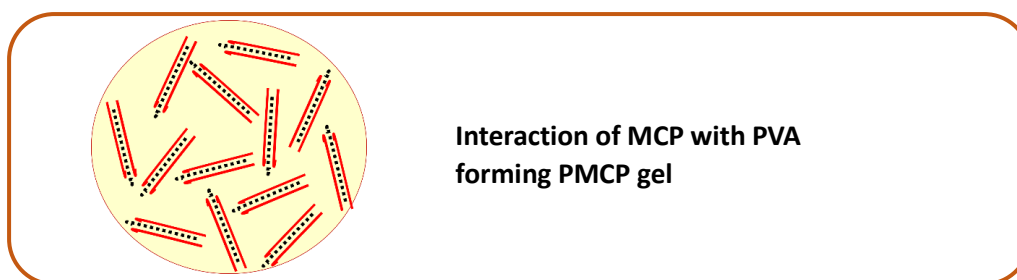 Interaction of MCP with PVA
forming PMCP gel